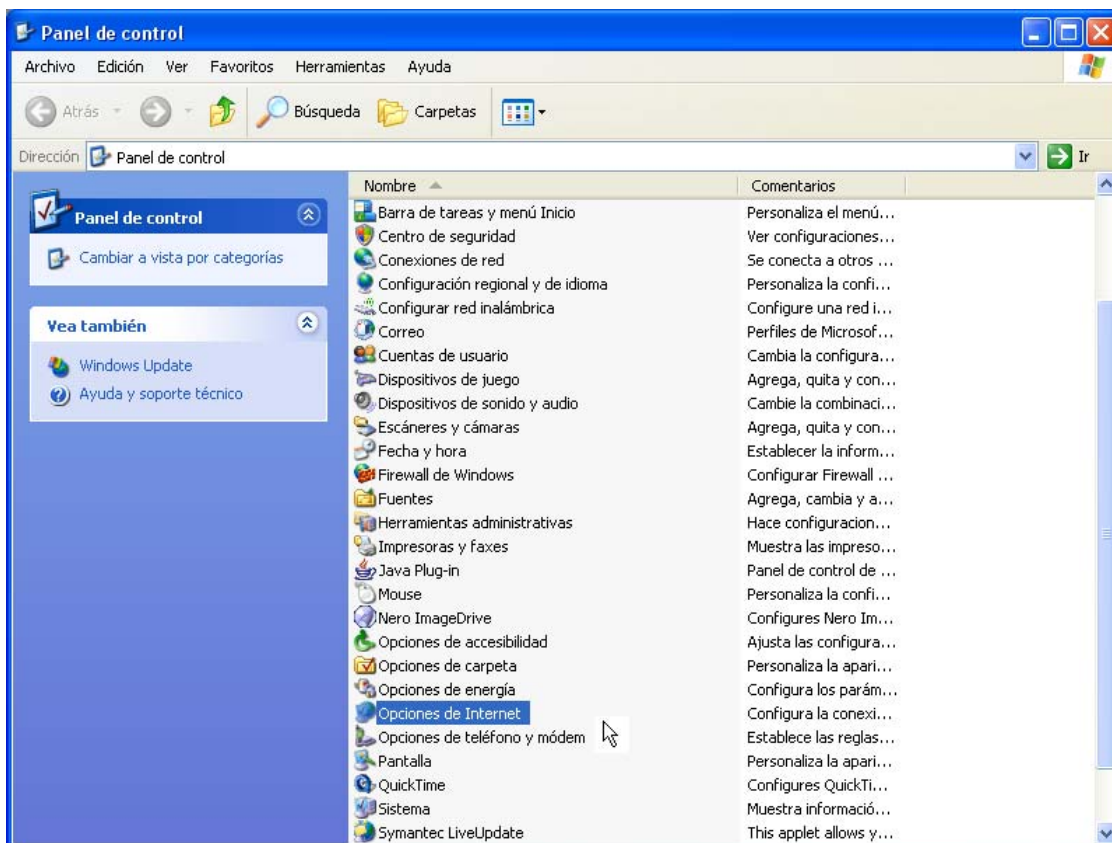 Panel de control
Archivo Edición Ver Favoritos Herramientas Ayuda
Atrás Búsqueda Carpetas
Dirección Panel de control Ir
Panel de control
Cambiar a vista por categorías
Vea también
Windows Update
Ayuda y soporte técnico
Nombre Comentarios
Barra de tareas y menú Inicio Personaliza el menú...
Centro de seguridad Ver configuraciones...
Conexiones de red Se conecta a otros ...
Configuración regional y de idioma Personaliza la confi...
Configurar red inalámbrica Configure una red i...
Correo Perfiles de Microsof...
Cuentas de usuario Cambia la configura...
Dispositivos de juego Agrega, quita y con...
Dispositivos de sonido y audio Cambie la combinaci...
Escáneres y cámaras Agrega, quita y con...
Fecha y hora Establecer la inform...
Firewall de Windows Configurar Firewall ...
Fuentes Agrega, cambia y a...
Herramientas administrativas Hace configuracion...
Impresoras y faxes Muestra las impreso...
Java Plug-in Panel de control de ...
Mouse Personaliza la confi...
Nero ImageDrive Configures Nero Im...
Opciones de accesibilidad Ajusta las configura...
Opciones de carpeta Personaliza la apari...
Opciones de energía Configura los parám...
Opciones de Internet Configura la conexi...
Opciones de teléfono y módem Establece las reglas...
Pantalla Personaliza la apari...
QuickTime Configures QuickTi...
Sistema Muestra informació...
Symantec LiveUpdate This applet allows y...